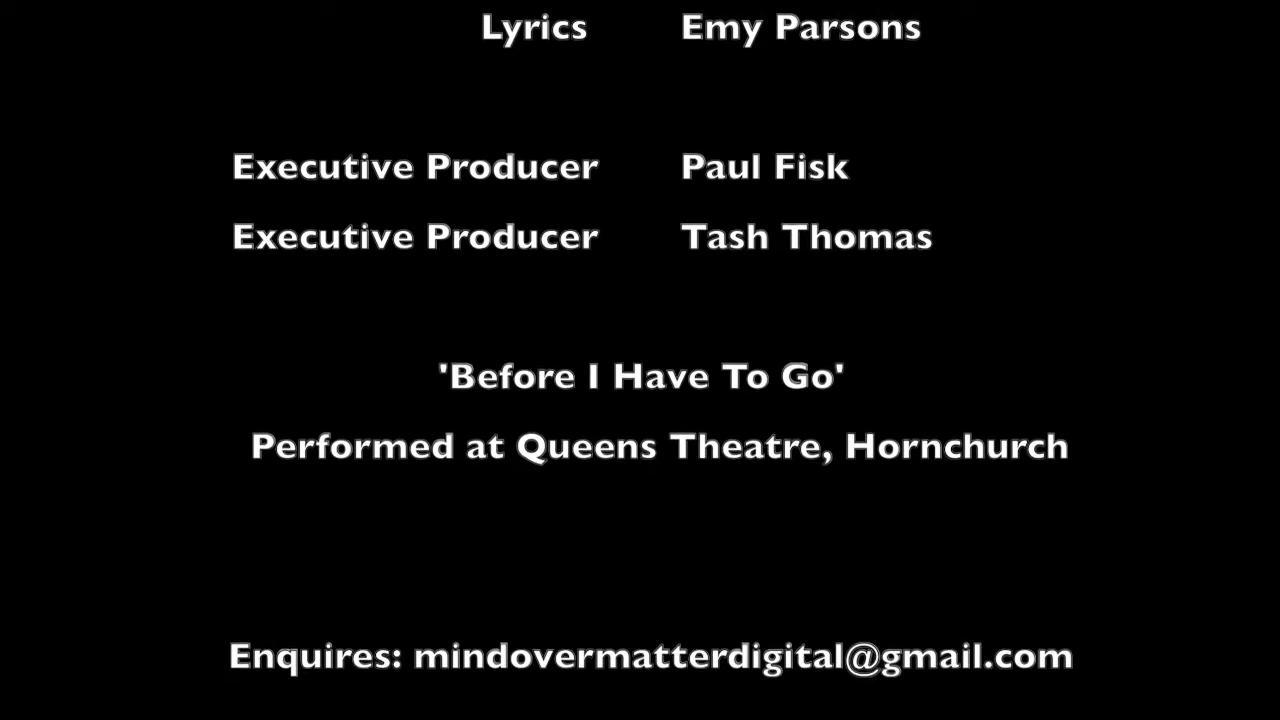 Lyrics Emy Parsons
Executive Producer Paul Fisk
Executive Producer Tash Thomas
'Before I Have To Go'
Performed at Queens Theatre, Hornchurch
Enquires: mindovermatterdigital@gmail.com